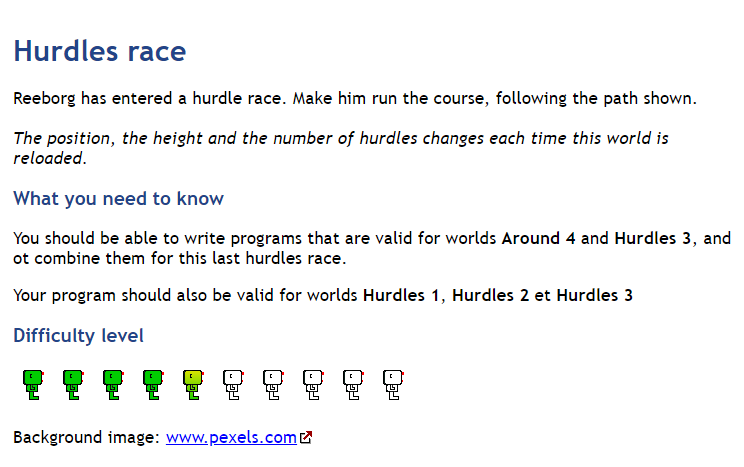 Hurdles race
Reeborg has entered a hurdle race. Make him run the course, following the path shown.
The position, the height and the number of hurdles changes each time this world is
reloaded.
What you need to know
You should be able to write programs that are valid for worlds Around 4 and Hurdles 3, and
ot combine them for this last hurdles race.
Your program should also be valid for worlds Hurdles 1, Hurdles 2 et Hurdles 3
Difficulty level
Background image: www.pexels.com